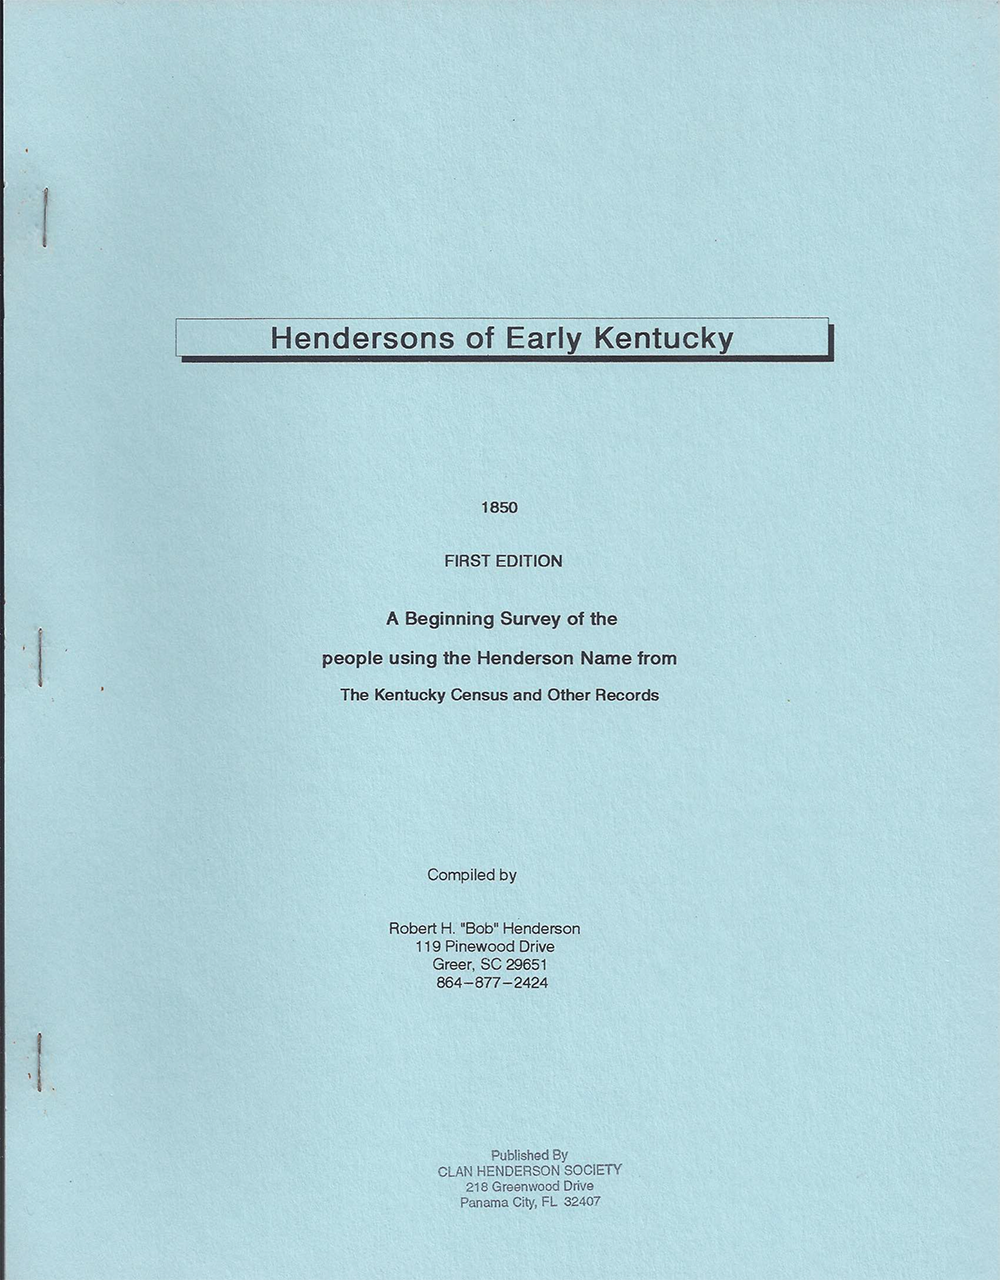 Hendersons of Early Kentucky
1850
FIRST EDITION
A Beginning Survey of the
people using the Henderson Name from
The Kentucky Census and Other Records
Compiled by
Robert H. "Bob" Henderson
119 Pinewood Drive
Greer, SC 29651
864-877-2424
Published By
CLAN HENDERSON SOCIETY
218 Greenwood Drive
Panama City, FL 32407